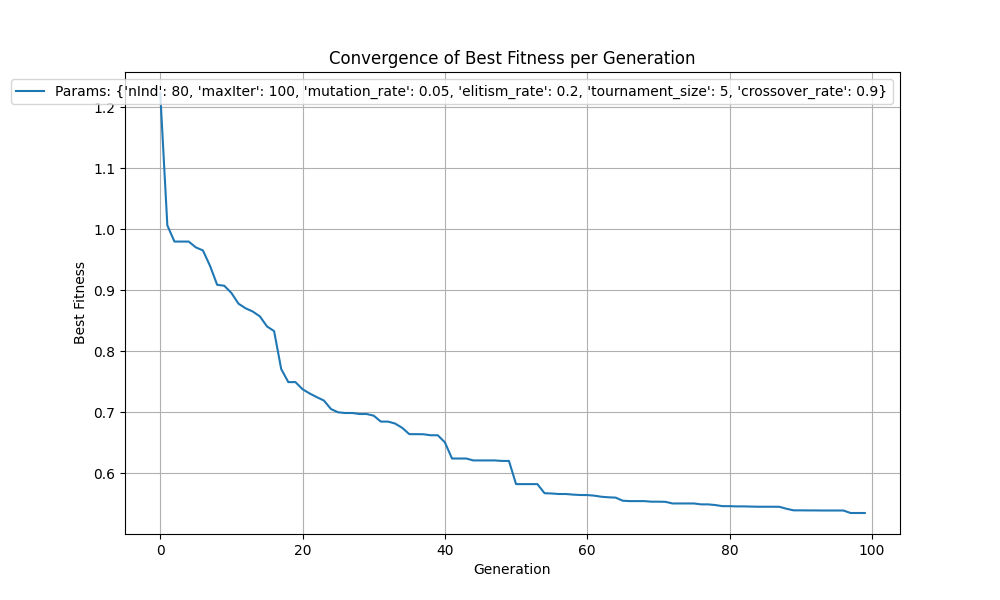 Convergence of Best Fitness per Generation
Params: {'nInd': 80, 'maxIter': 100, 'mutation_rate': 0.05, 'elitism_rate': 0.2, 'tournament_size': 5, 'crossover_rate': 0.9}
1.2
1.1
1.0
0.9
0.8
0.7
0.6
Best Fitness
0 20 40 60 80 100
Generation